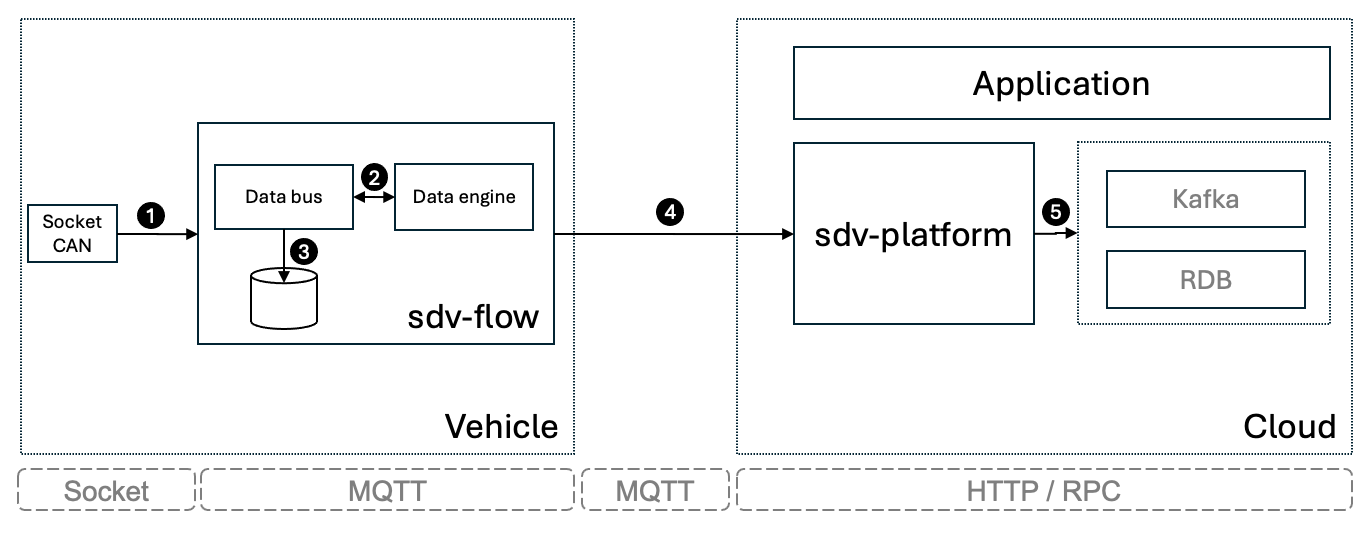 Application
2
Data bus
Data engine
Kafka
1
4
5
Socket
CAN
sdv-platform
3
RDB
sdv-flow
Vehicle
Cloud
Socket
MQTT
MQTT
HTTP / RPC